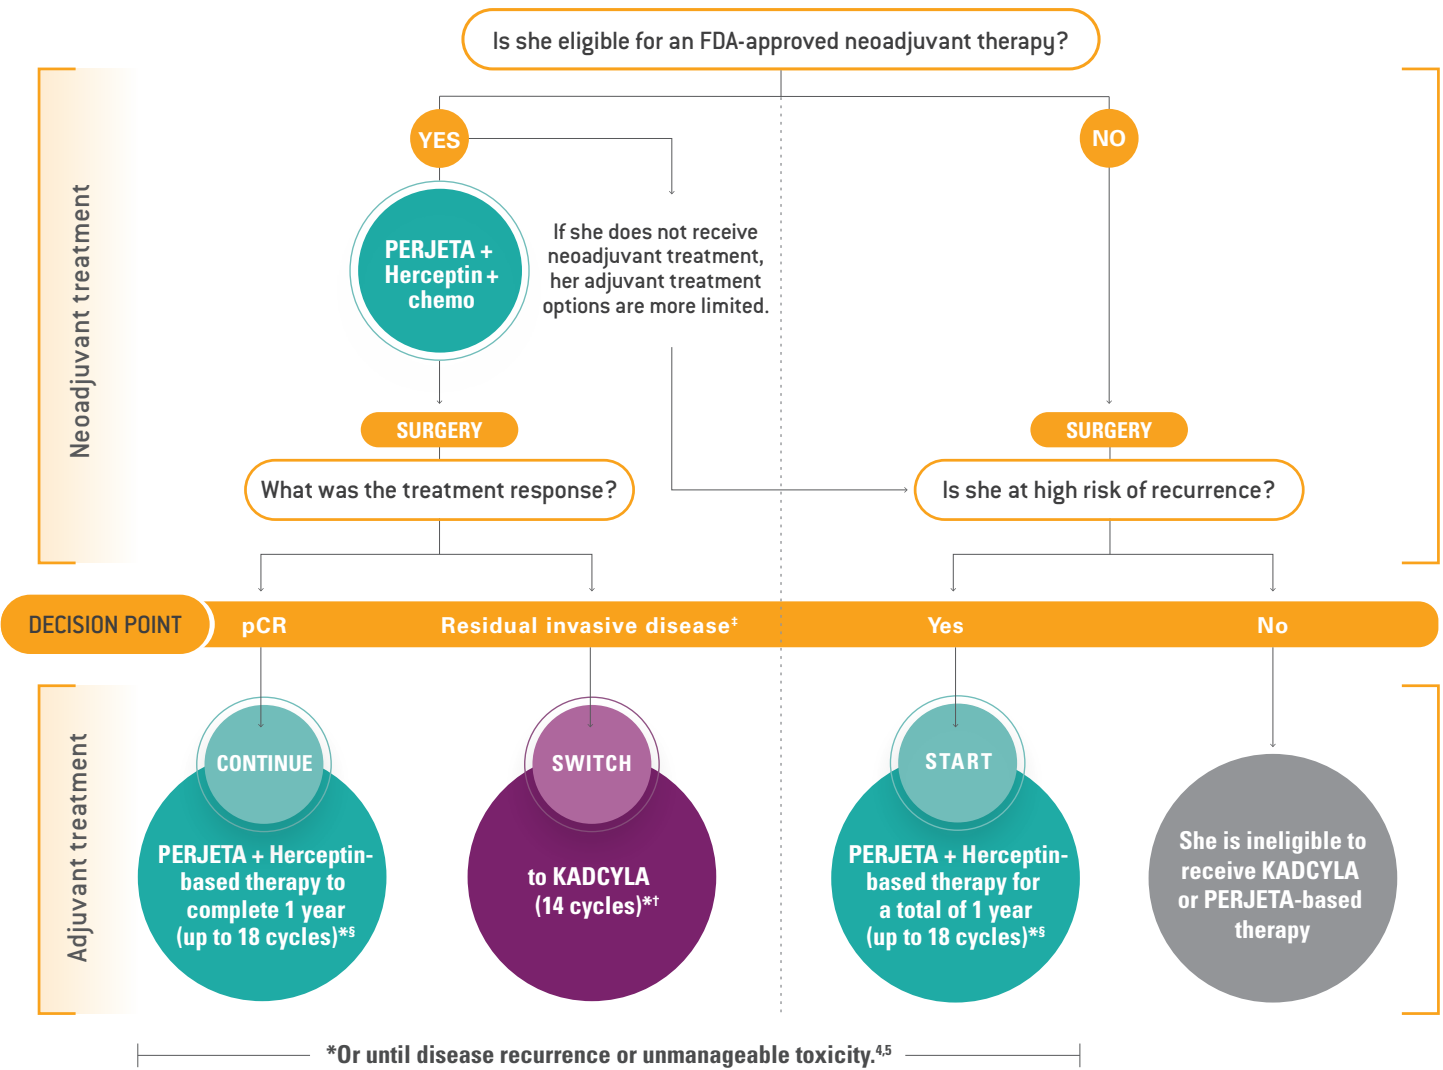 Is she eligible for an FDA-approved neoadjuvant therapy?
YES
NO
Neoadjuvant treatment
PERJETA +
Herceptin +
chemo
If she does not receive
neoadjuvant treatment,
her adjuvant treatment
options are more limited.
SURGERY
SURGERY
What was the treatment response?
Is she at high risk of recurrence?
DECISION POINT
pCR
Residual invasive disease‡
Yes
No
Adjuvant treatment
CONTINUE
PERJETA + Herceptin-
based therapy to
complete 1 year
(up to 18 cycles)*§
SWITCH
to KADCYLA
(14 cycles)*†
START
PERJETA + Herceptin-
based therapy for
a total of 1 year
(up to 18 cycles)*§
She is ineligible to
receive KADCYLA
or PERJETA-based
therapy
*Or until disease recurrence or unmanageable toxicity.4,5